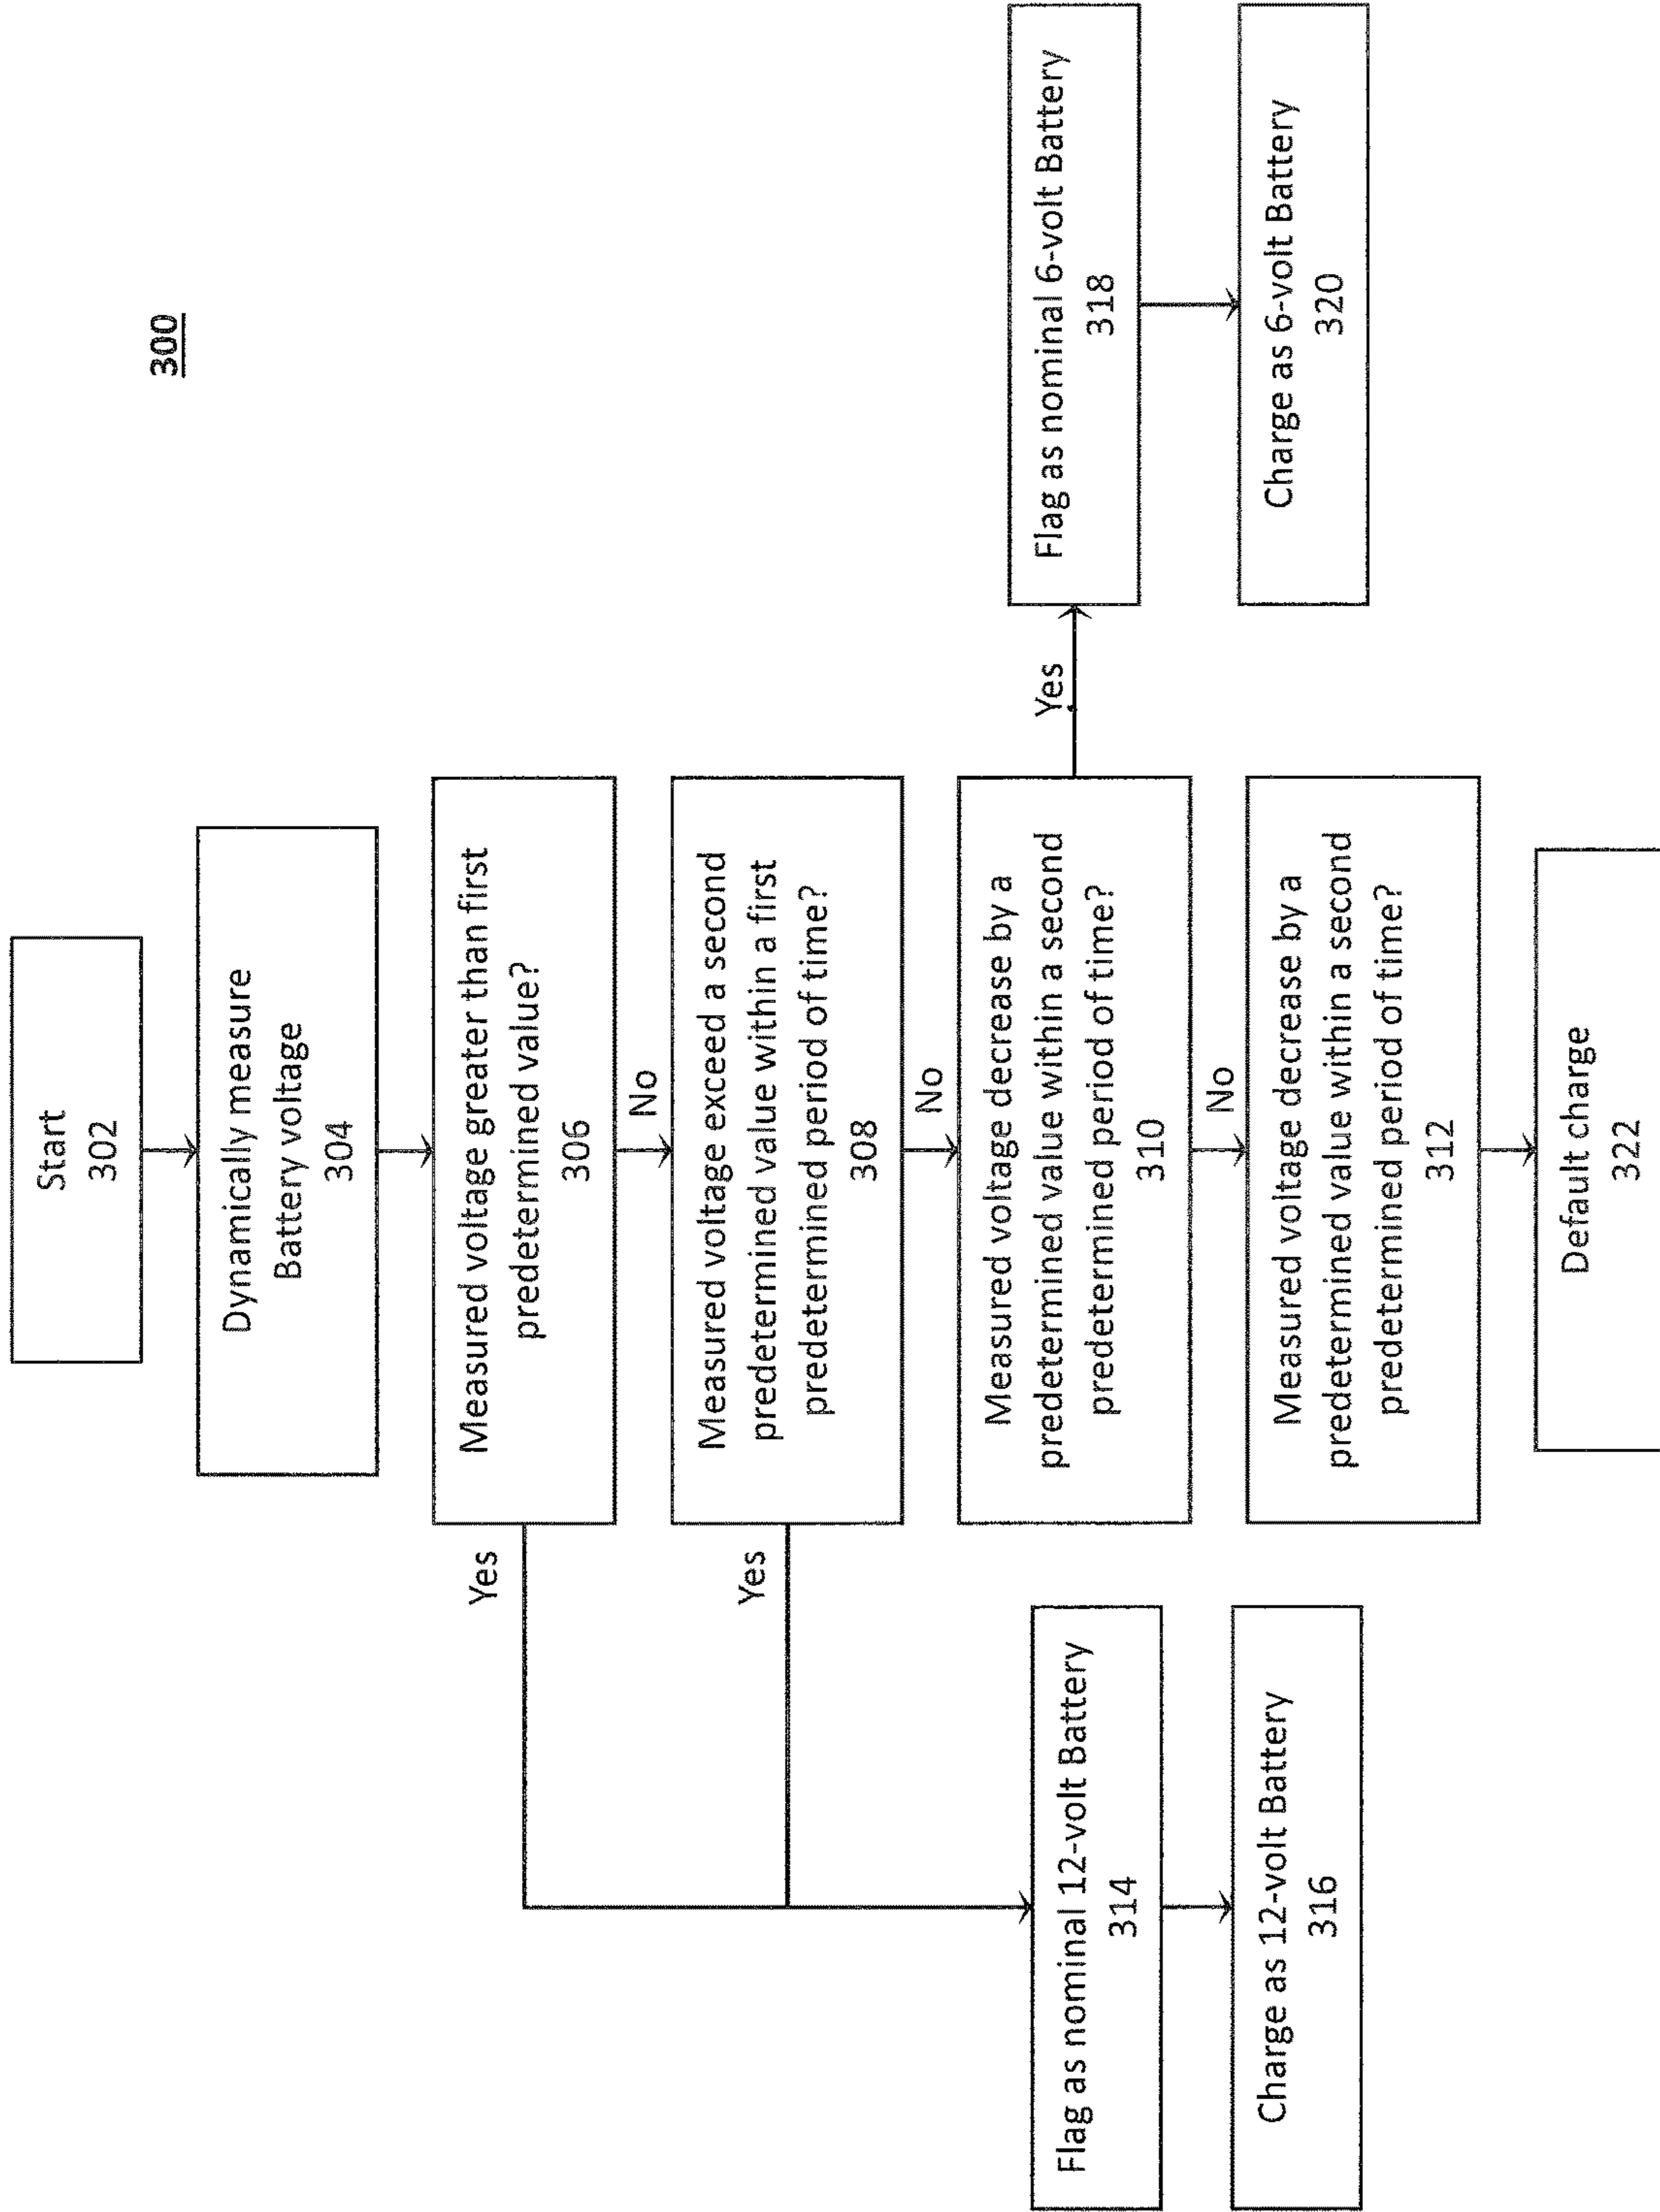 300
Start
302
Dynamically measure
Battery voltage
304
Measured voltage greater than first
predetermined value?
306
Yes
No
Measured voltage exceed a second
predetermined value within a first
predetermined period of time?
308
Yes
No
Measured voltage decrease by a
predetermined value within a second
predetermined period of time?
310
Yes
No
Measured voltage decrease by a
predetermined value within a second
predetermined period of time?
312
Flag as nominal 12-volt Battery
314
Charge as 12-volt Battery
316
Flag as nominal 6-volt Battery
318
Charge as 6-volt Battery
320
Default charge
322